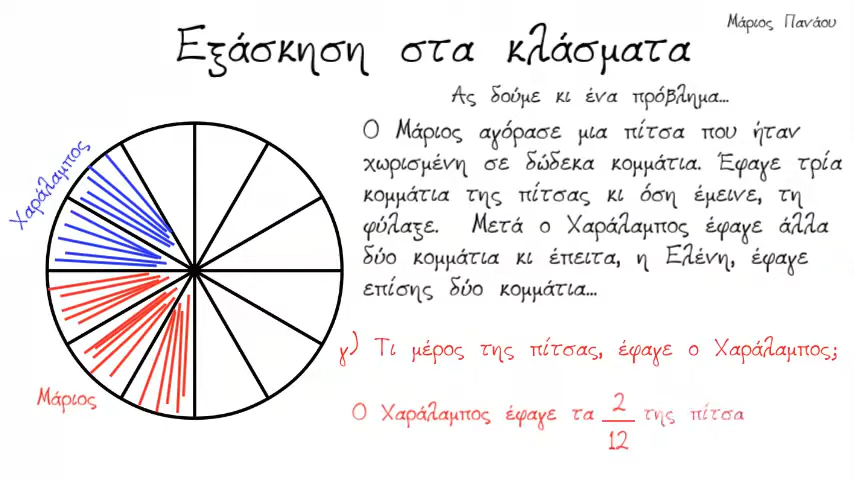 Μάριος Πανάου
Εξάσκηση στα κλάσματα
Ας δούμε κι ένα πρόβλημα...
Ο Μάριος αγόρασε μια πίτσα που ήταν
χωρισμένη σε δώδεκα κομμάτια. Έφαγε τρία
κομμάτια της πίτσας κι όση έμεινε, τη
φύλαξε. Μετά ο Χαράλαμπος έφαγε άλλα
δύο κομμάτια κι έπειτα, η Ελένη, έφαγε
επίσης δύο κομμάτια...
Χαράλαμπος
Μάριος
γ) Τι μέρος της πίτσας, έφαγε ο Χαράλαμπος;
Ο Χαράλαμπος έφαγε τα 2/12 της πίτσα